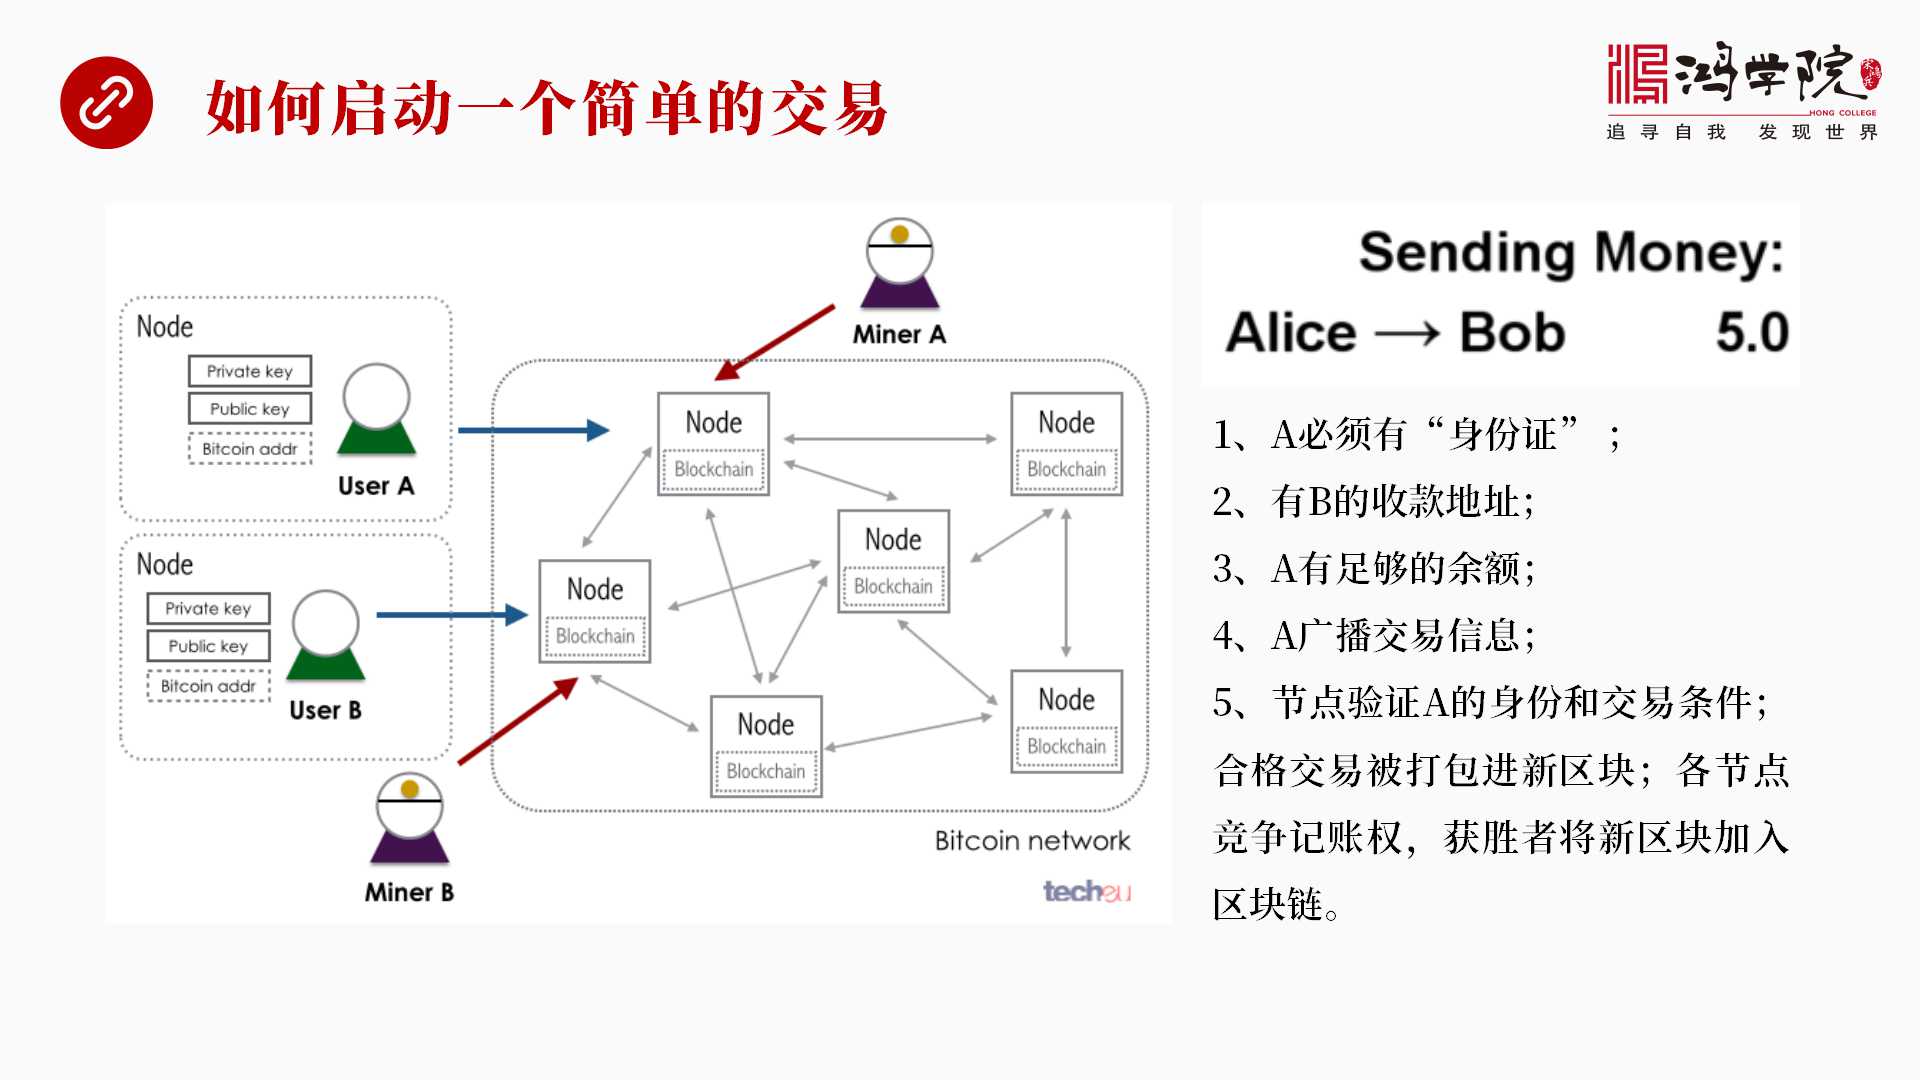 如何启动一个简单的交易
鸿学院
宋鸿兵
HONG COLLEGE
追寻自我 发现世界
Node
Private key
Public key
Bitcoin addr
User A
Node
Private key
Public key
Bitcoin addr
User B
Miner A
Miner B
Node
Blockchain
Node
Blockchain
Node
Blockchain
Node
Blockchain
Node
Blockchain
Node
Blockchain
Bitcoin network
tech.eu
Sending Money:
Alice → Bob 5.0
1、A必须有“身份证”；
2、有B的收款地址；
3、A有足够的余额；
4、A广播交易信息；
5、节点验证A的身份和交易条件；
合格交易被打包进新区块；各节点
竞争记账权，获胜者将新区块加入
区块链。